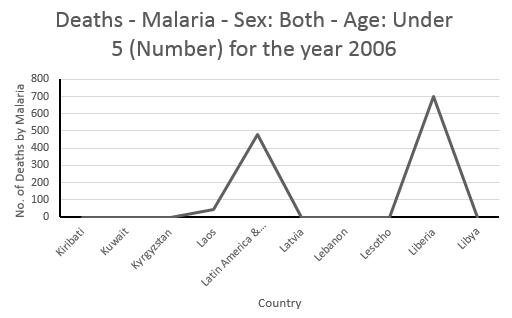 Deaths - Malaria - Sex: Both - Age: Under
5 (Number) for the year 2006
No. of Deaths by Malaria
800
700
600
500
400
300
200
100
0
Kiribati
Kuwait
Kyrgyzstan
Laos
Latin America &...
Latvia
Lebanon
Lesotho
Liberia
Libya
Country